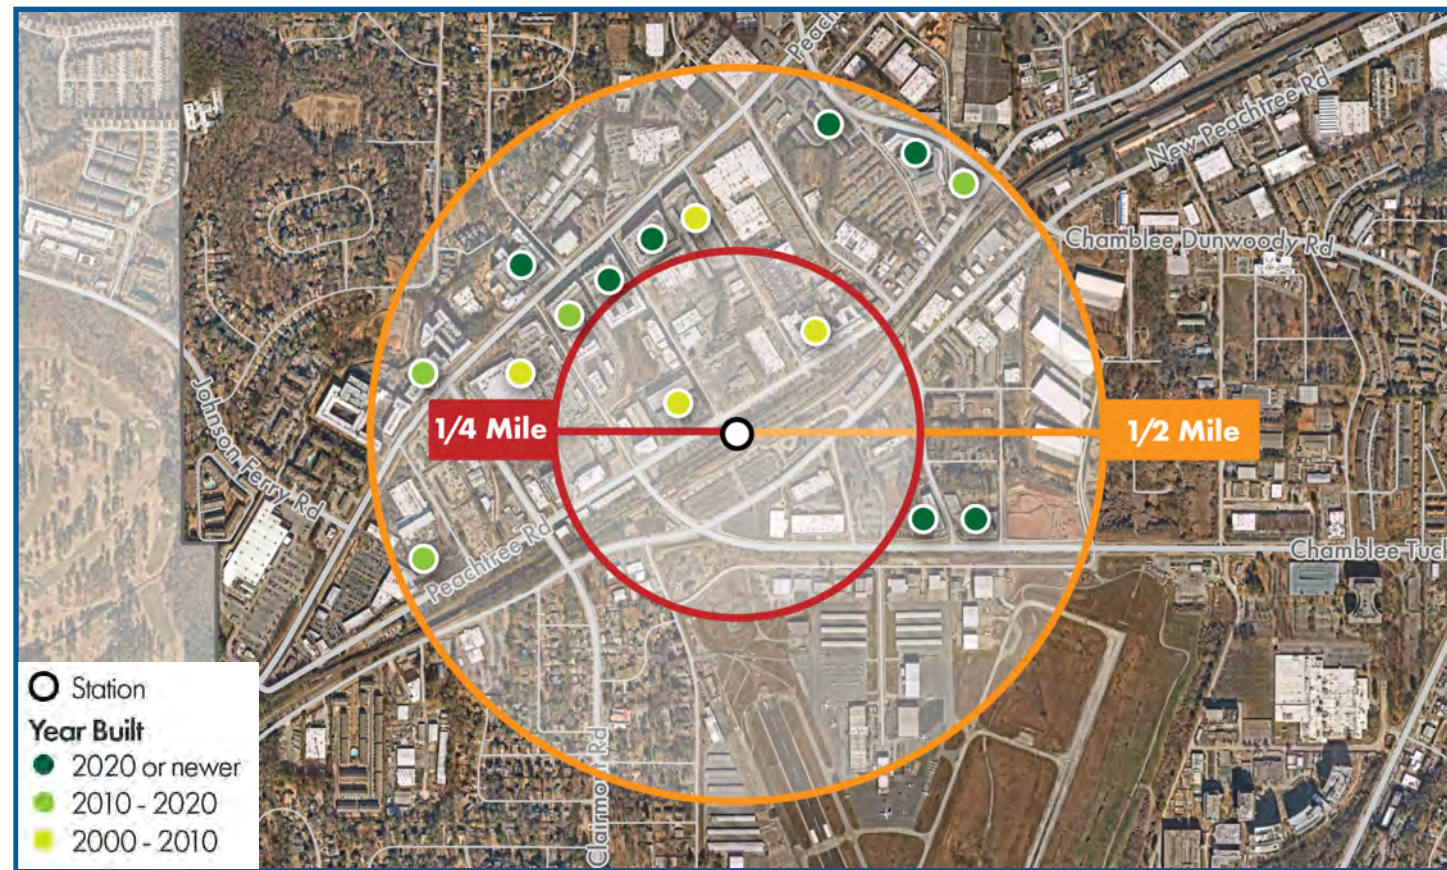 Peach
New Peachtree Rd
Chamblee Dunwoody Rd
1/4 Mile
1/2 Mile
Johnson Ferry Rd
Peachtree Rd
Chamblee Tuck
Clairmont Rd
Station
Year Built
2020 or newer
2010 - 2020
2000 - 2010